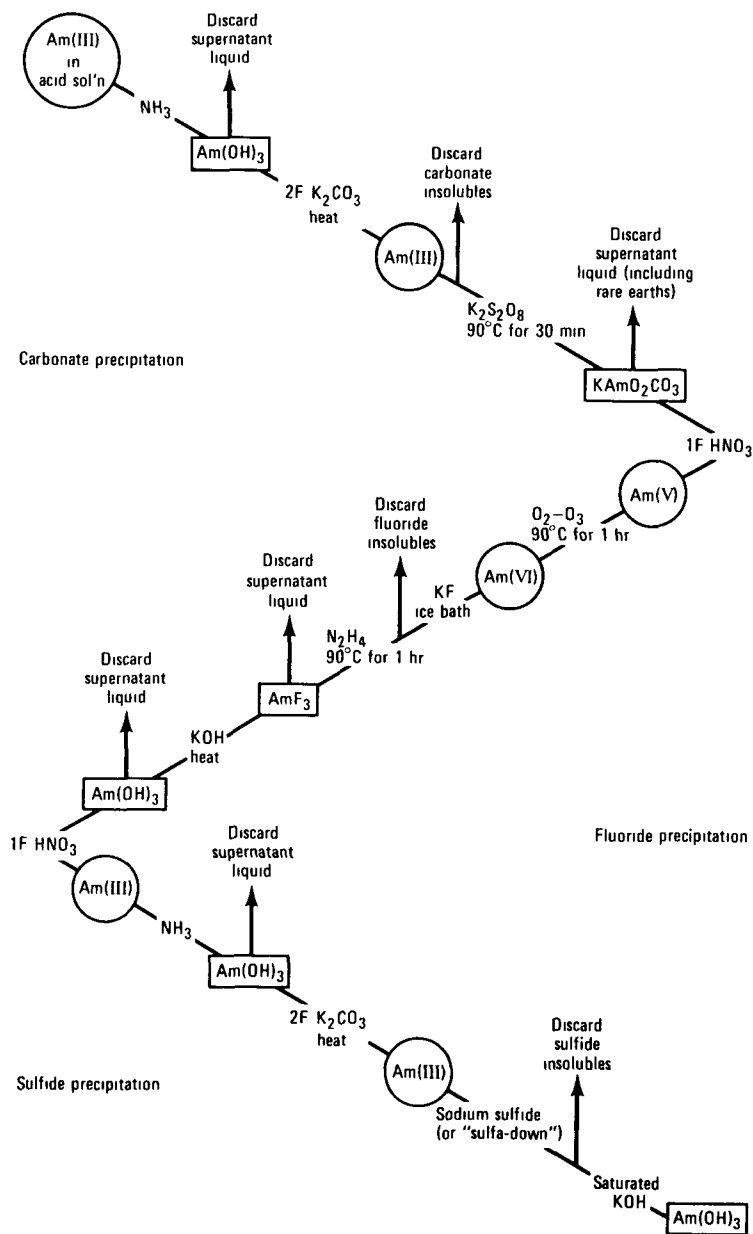 Am(III)
in
acid sol'n
Discard
supernatant
liquid
NH3
Am(OH)3
2F K2CO3
heat
Discard
carbonate
insolubles
Am(III)
K2S2O8
90°C for 30 min
Discard
supernatant
liquid (including
rare earths)
Carbonate precipitation
KAmO2CO3
1F HNO3
Am(V)
O2–O3
90°C for 1 hr
Am(VI)
KF
ice bath
Discard
fluoride
insolubles
N2H4
90°C for 1 hr
Discard
supernatant
liquid
AmF3
KOH
heat
Discard
supernatant
liquid
Am(OH)3
Fluoride precipitation
1F HNO3
Am(III)
NH3
Discard
supernatant
liquid
Am(OH)3
2F K2CO3
heat
Am(III)
Sulfide precipitation
Sodium sulfide
(or "sulfa-down")
Discard
sulfide
insolubles
Saturated
KOH
Am(OH)3